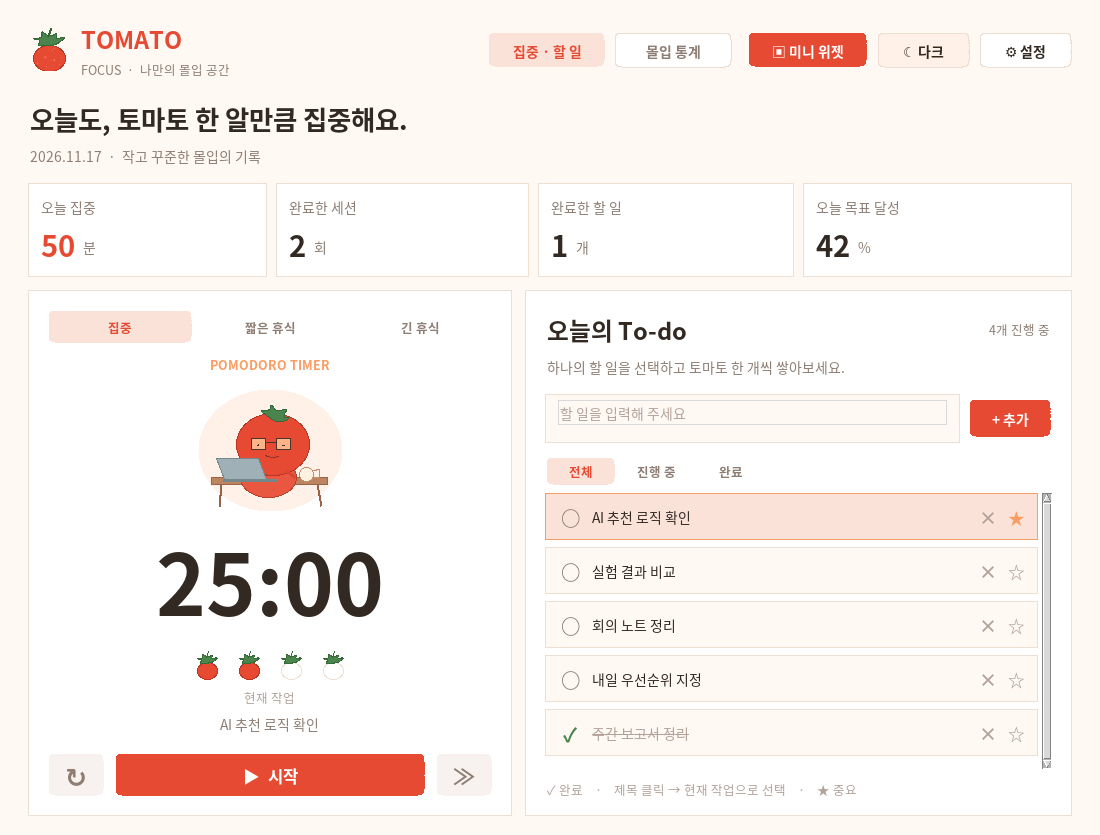 TOMATO
FOCUS · 나만의 몰입 공간
집중 · 할 일
몰입 통계
▣ 미니 위젯
☾ 다크
⚙ 설정
오늘도, 토마토 한 알만큼 집중해요.
2026.11.17 · 작고 꾸준한 몰입의 기록
오늘 집중
50 분
완료한 세션
2 회
완료한 할 일
1 개
오늘 목표 달성
42 %
집중
짧은 휴식
긴 휴식
POMODORO TIMER
25:00
현재 작업
AI 추천 로직 확인
↻
▶ 시작
≫
오늘의 To-do
4개 진행 중
하나의 할 일을 선택하고 토마토 한 개씩 쌓아보세요.
할 일을 입력해 주세요
+ 추가
전체
진행 중
완료
○ AI 추천 로직 확인 ✕ ★
○ 실험 결과 비교 ✕ ☆
○ 회의 노트 정리 ✕ ☆
○ 내일 우선순위 지정 ✕ ☆
✓ 주간 보고서 정리 ✕ ☆
✓ 완료 · 제목 클릭 → 현재 작업으로 선택 · ★ 중요